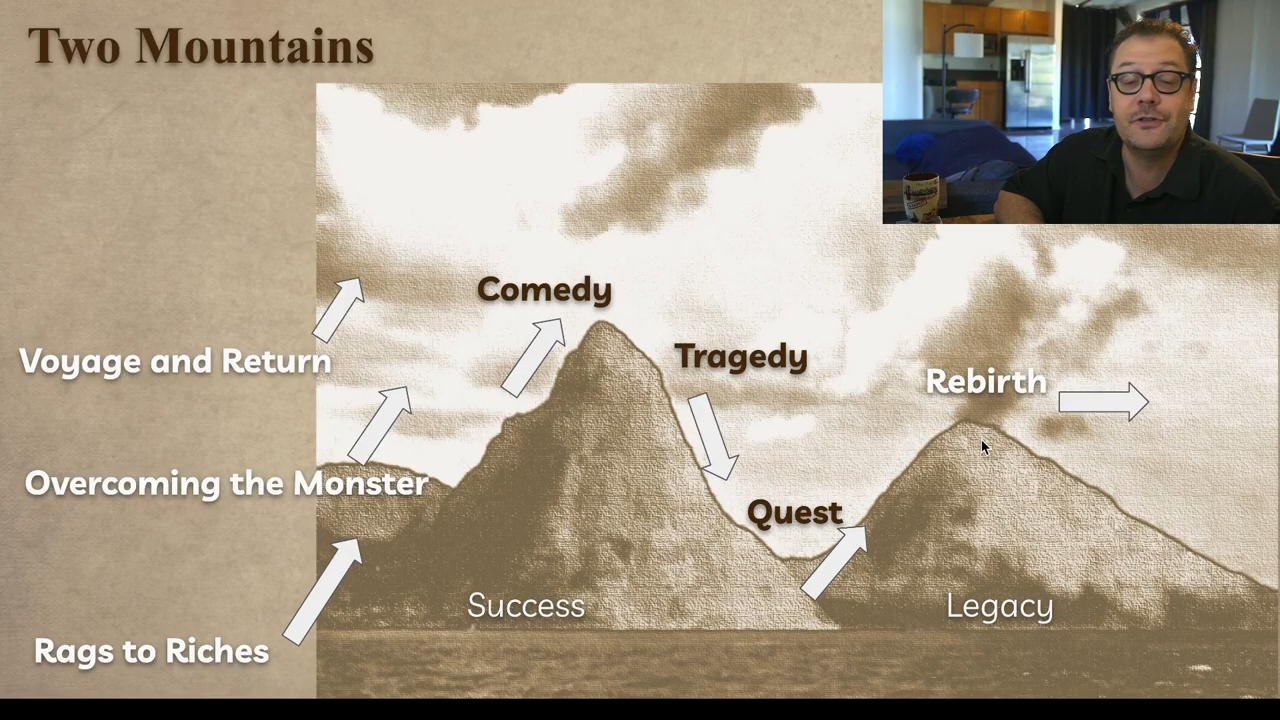 Two Mountains
Comedy
Tragedy
Voyage and Return
Rebirth
Overcoming the Monster
Quest
Success
Legacy
Rags to Riches